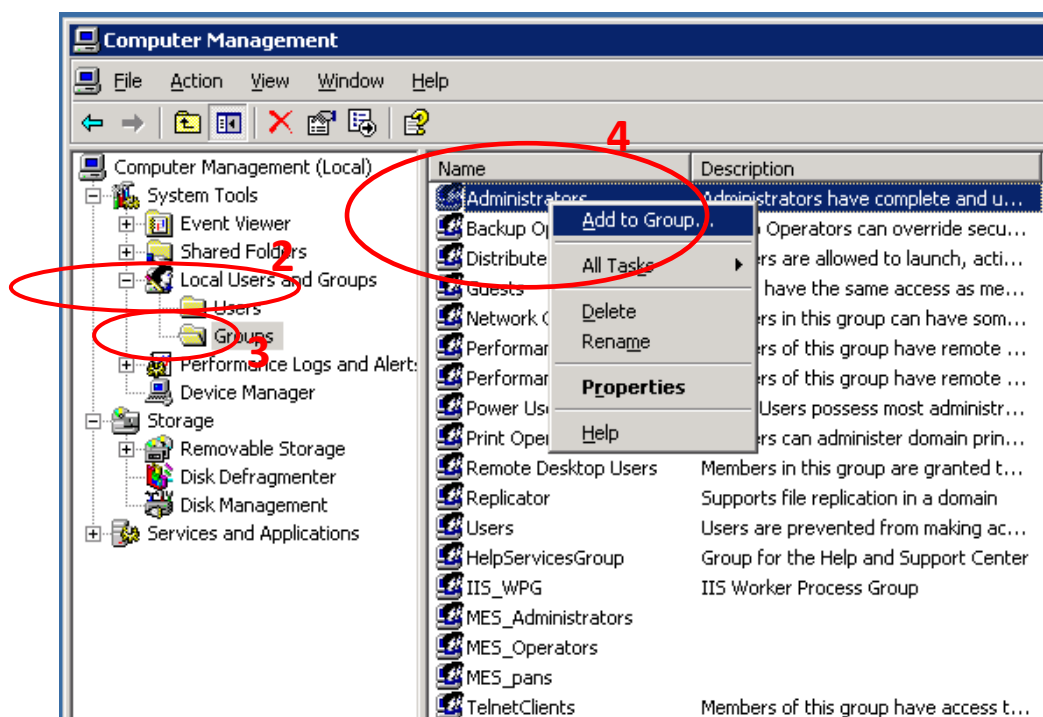 Computer Management
File Action View Window Help
4
Computer Management (Local)
System Tools
Event Viewer
Shared Folders
2
Local Users and Groups
Users
Groups
3
Performance Logs and Alert
Device Manager
Storage
Removable Storage
Disk Defragmenter
Disk Management
Services and Applications
Name Description
Administrators Administrators have complete and u...
Backup Op Operators can override secu...
Distribute ers are allowed to launch, acti...
Guests have the same access as me...
Network ers in this group can have som...
Performan ers of this group have remote ...
Performan ers of this group have remote ...
Power Us Users possess most administr...
Print Oper ers can administer domain prin...
Remote Desktop Users Members in this group are granted t...
Replicator Supports file replication in a domain
Users Users are prevented from making ac...
HelpServicesGroup Group for the Help and Support Center
IIS_WPG IIS Worker Process Group
MES_Administrators
MES_Operators
MES_pans
TelnetClients Members of this group have access t...
Add to Group...
All Tasks
Delete
Rename
Properties
Help